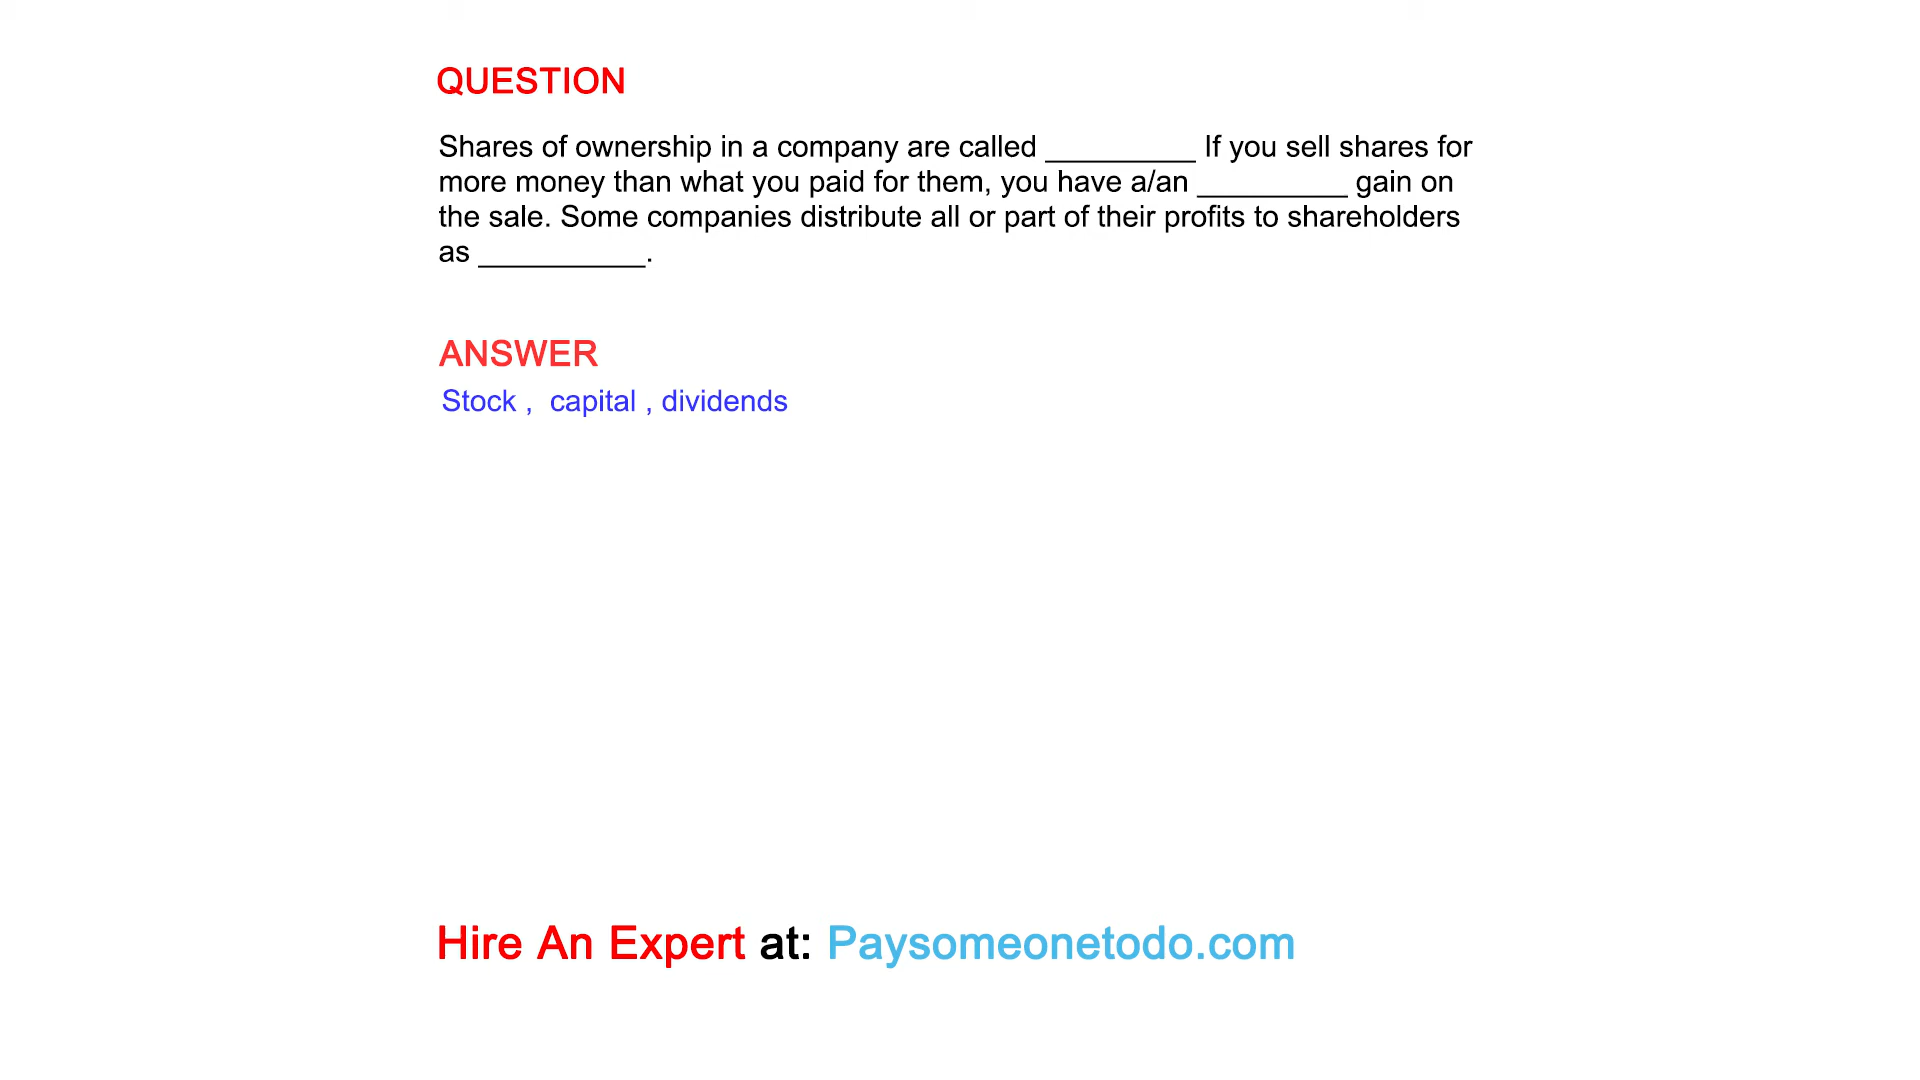 QUESTION
Shares of ownership in a company are called _________ If you sell shares for
more money than what you paid for them, you have a/an _________ gain on
the sale. Some companies distribute all or part of their profits to shareholders
as __________.
ANSWER
Stock ,  capital , dividends
Hire An Expert at: Paysomeonetodo.com